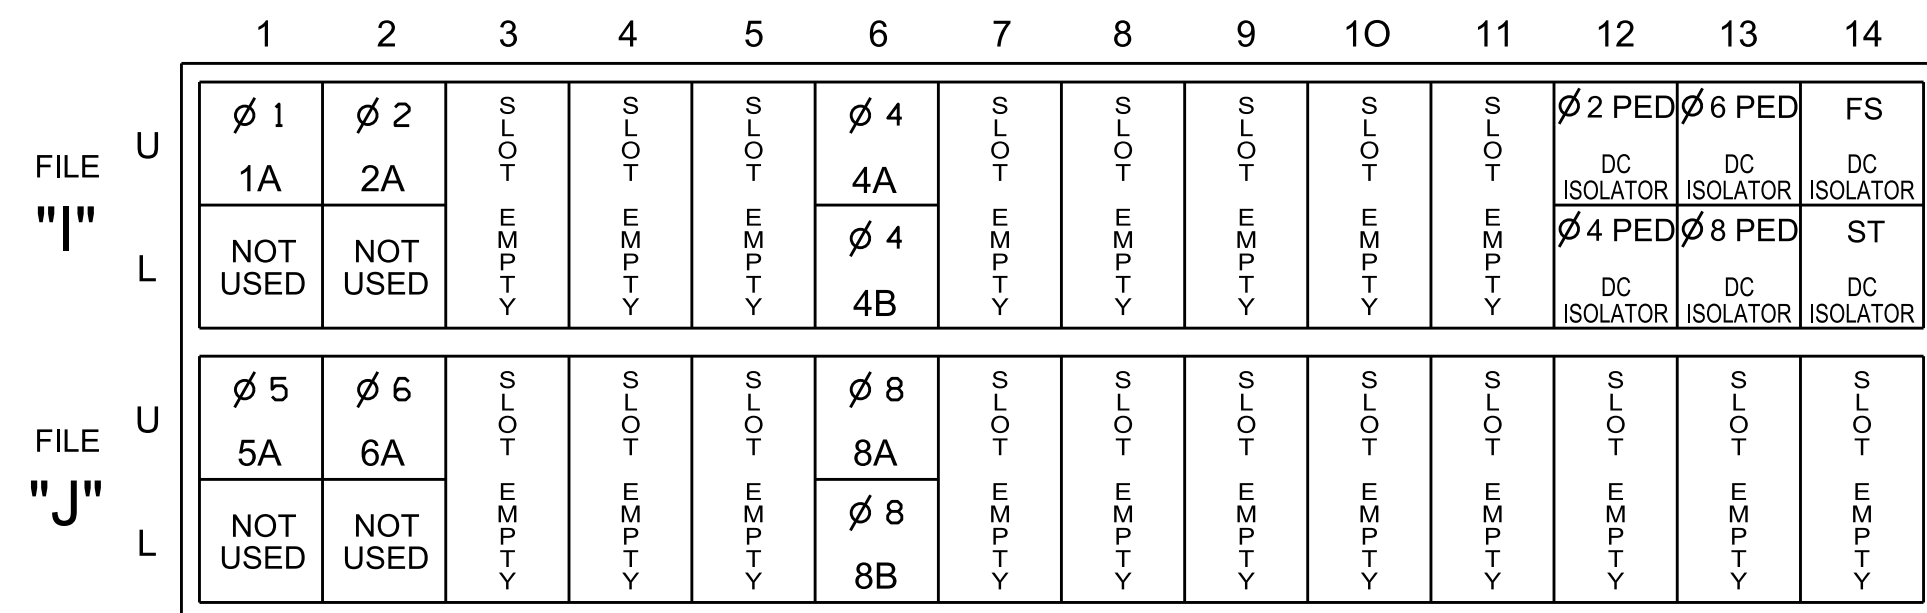 1 2 3 4 5 6 7 8 9 10 11 12 13 14
FILE "I"
U
Ø 1 1A
Ø 2 2A
SLOT EMPTY
SLOT EMPTY
SLOT EMPTY
Ø 4 4A
SLOT EMPTY
SLOT EMPTY
SLOT EMPTY
SLOT EMPTY
SLOT EMPTY
Ø 2 PED DC ISOLATOR
Ø 6 PED DC ISOLATOR
FS DC ISOLATOR
L
NOT USED
NOT USED
Ø 4 4B
Ø 4 PED DC ISOLATOR
Ø 8 PED DC ISOLATOR
ST DC ISOLATOR
FILE "J"
U
Ø 5 5A
Ø 6 6A
SLOT EMPTY
SLOT EMPTY
SLOT EMPTY
Ø 8 8A
SLOT EMPTY
SLOT EMPTY
SLOT EMPTY
SLOT EMPTY
SLOT EMPTY
SLOT EMPTY
SLOT EMPTY
SLOT EMPTY
L
NOT USED
NOT USED
Ø 8 8B